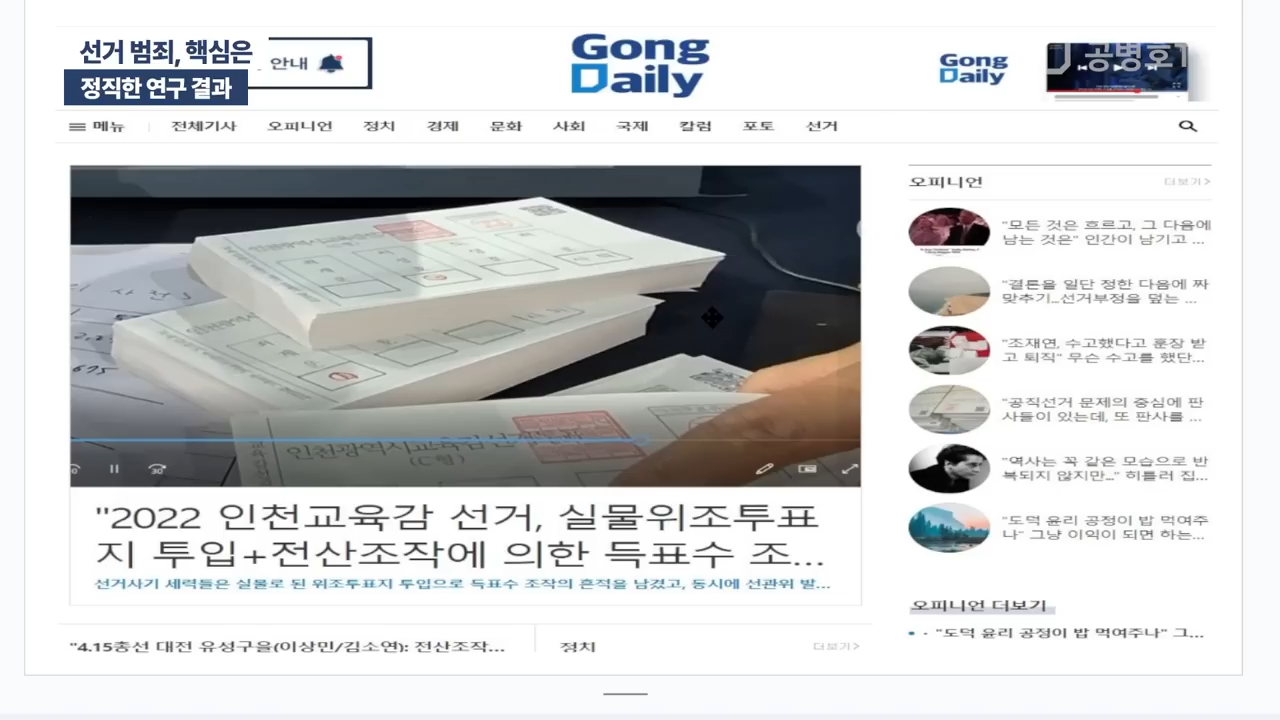 선거 범죄, 핵심은
정직한 연구 결과
안내
Gong
Daily
Gong
Daily
공병호
메뉴
전체기사
오피니언
정치
경제
문화
사회
국제
칼럼
포토
선거
인천광역시교육감선거투표
(C형)
"2022 인천교육감 선거, 실물위조투표
지 투입+전산조작에 의한 득표수 조...
선거사기 세력들은 실물로 된 위조투표지 투입으로 득표수 조작의 흔적을 남겼고, 동시에 선관위 발...
"4.15총선 대전 유성구을(이상민/김소연): 전산조작...
정치
더보기>
오피니언
더보기>
"모든 것은 흐르고, 그 다음에
남는 것은" 인간이 남기고 ...
"결론을 일단 정한 다음에 짜
맞추기...선거부정을 덮는 ...
"조재연, 수고했다고 훈장 받
고 퇴직" 무슨 수고를 했단...
"공직선거 문제의 중심에 판
사들이 있는데, 또 판사를 ...
"역사는 꼭 같은 모습으로 반
복되지 않지만..." 히틀러 집...
"도덕 윤리 공정이 밥 먹여주
나" 그냥 이익이 되면 하는...
오피니언 더보기
"도덕 윤리 공정이 밥 먹여주나" 그...